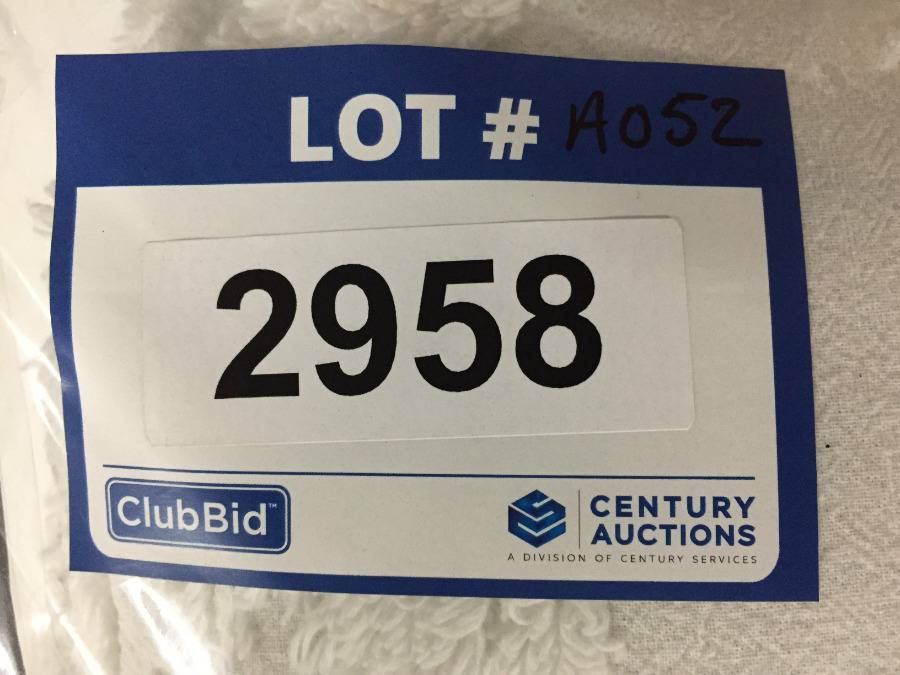 LOT # A052
2958
ClubBid™
CENTURY
AUCTIONS
A DIVISION OF CENTURY SERVICES